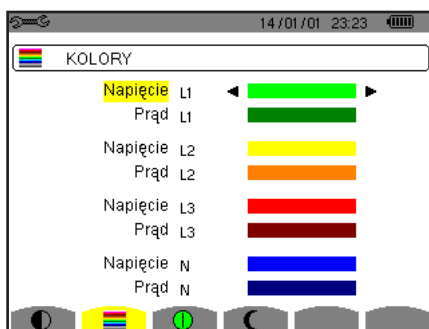 14/01/01 23:23
KOLORY
Napięcie L1
Prąd L1
Napięcie L2
Prąd L2
Napięcie L3
Prąd L3
Napięcie N
Prąd N